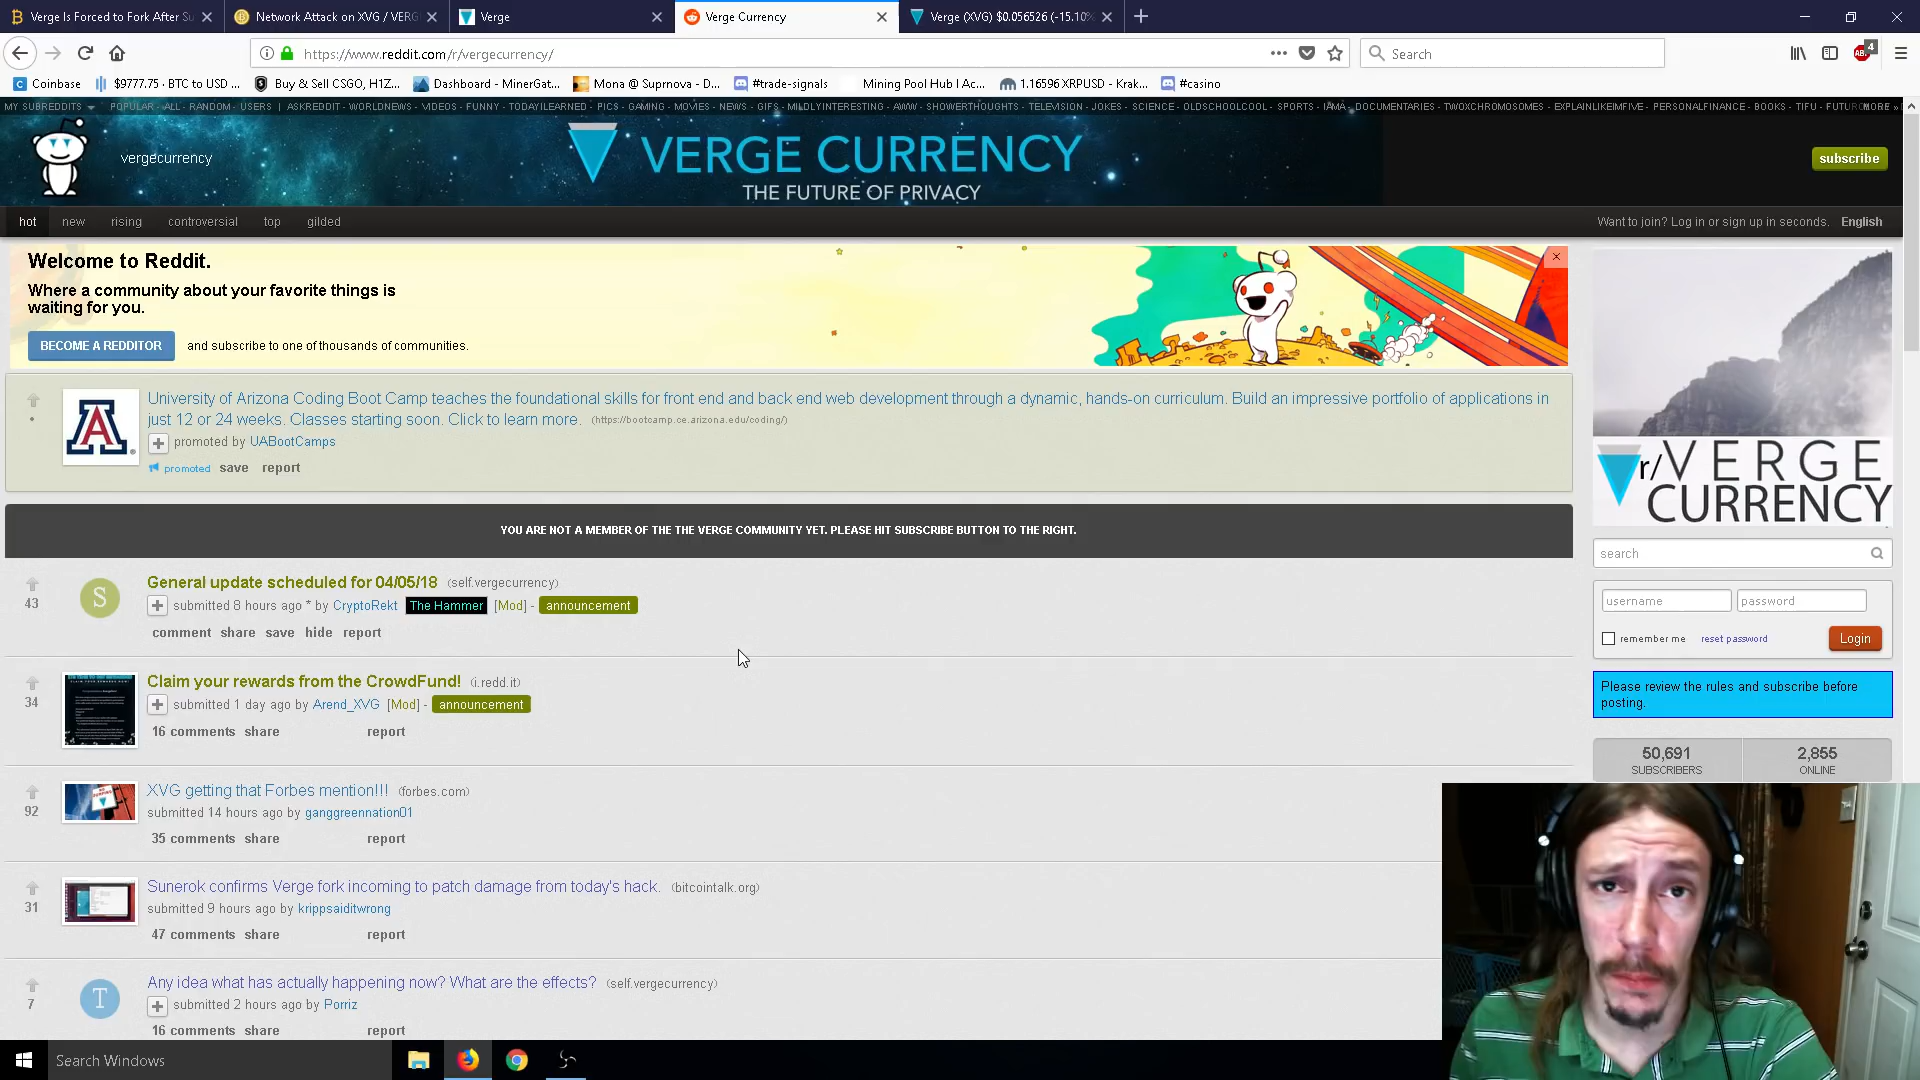 Verge Is Forced to Fork After Su
Network Attack on XVG / VERG
Verge
Verge Currency
Verge (XVG) $0.056526 (-15.10%
https://www.reddit.com/r/vergecurrency/
Search
4
Coinbase
$9777.75 · BTC to USD ...
Buy & Sell CSGO, H1Z...
Dashboard - MinerGat...
Mona @ Suprnova - D...
#trade-signals
Mining Pool Hub I Ac...
1.16596 XRPUSD - Krak...
#casino
MY SUBREDDITS POPULAR - ALL - RANDOM - USERS | ASKREDDIT - WORLDNEWS - VIDEOS - FUNNY - TODAYILEARNED - PICS - GAMING - MOVIES - NEWS - GIFS - MILDLYINTERESTING - AWW - SHOWERTHOUGHTS - TELEVISION - JOKES - SCIENCE - OLDSCHOOLCOOL - SPORTS - IAMA - DOCUMENTARIES - TWOXCHROMOSOMES - EXPLAINLIKEIMFIVE - PERSONALFINANCE - BOOKS - TIFU - MORE »
vergecurrency
VERGE CURRENCY
THE FUTURE OF PRIVACY
subscribe
hot new rising controversial top gilded
Want to join? Log in or sign up in seconds. English
Welcome to Reddit.
Where a community about your favorite things is
waiting for you.
BECOME A REDDITOR and subscribe to one of thousands of communities.
University of Arizona Coding Boot Camp teaches the foundational skills for front end and back end web development through a dynamic, hands-on curriculum. Build an impressive portfolio of applications in
just 12 or 24 weeks. Classes starting soon. Click to learn more. (https://bootcamp.ce.arizona.edu/coding/)
promoted by UABootCamps
promoted save report
A
YOU ARE NOT A MEMBER OF THE THE VERGE COMMUNITY YET. PLEASE HIT SUBSCRIBE BUTTON TO THE RIGHT.
43
S
General update scheduled for 04/05/18 (self.vergecurrency)
submitted 8 hours ago * by CryptoRekt The Hammer [Mod] - announcement
comment share save hide report
34
Claim your rewards from the CrowdFund! (i.redd.it)
submitted 1 day ago by Arend_XVG [Mod] - announcement
16 comments share report
92
XVG getting that Forbes mention!!! (forbes.com)
submitted 14 hours ago by ganggreennation01
35 comments share report
31
Sunerok confirms Verge fork incoming to patch damage from today's hack. (bitcointalk.org)
submitted 9 hours ago by krippsaiditwrong
47 comments share report
7
T
Any idea what has actually happening now? What are the effects? (self.vergecurrency)
submitted 2 hours ago by Porriz
16 comments share report
r/VERGE
CURRENCY
search
username
password
remember me reset password Login
Please review the rules and subscribe before
posting.
50,691
SUBSCRIBERS
2,855
ONLINE
Search Windows